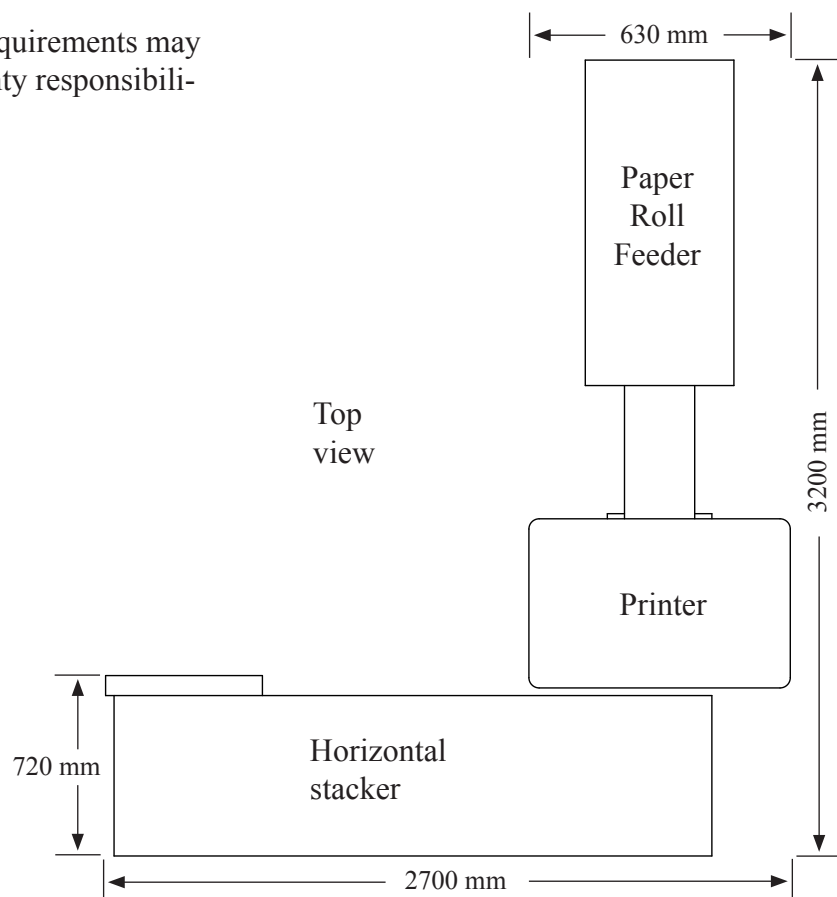 quirements may
ty responsibili-
630 mm
Paper
Roll
Feeder
3200 mm
Top
view
Printer
720 mm
Horizontal
stacker
2700 mm